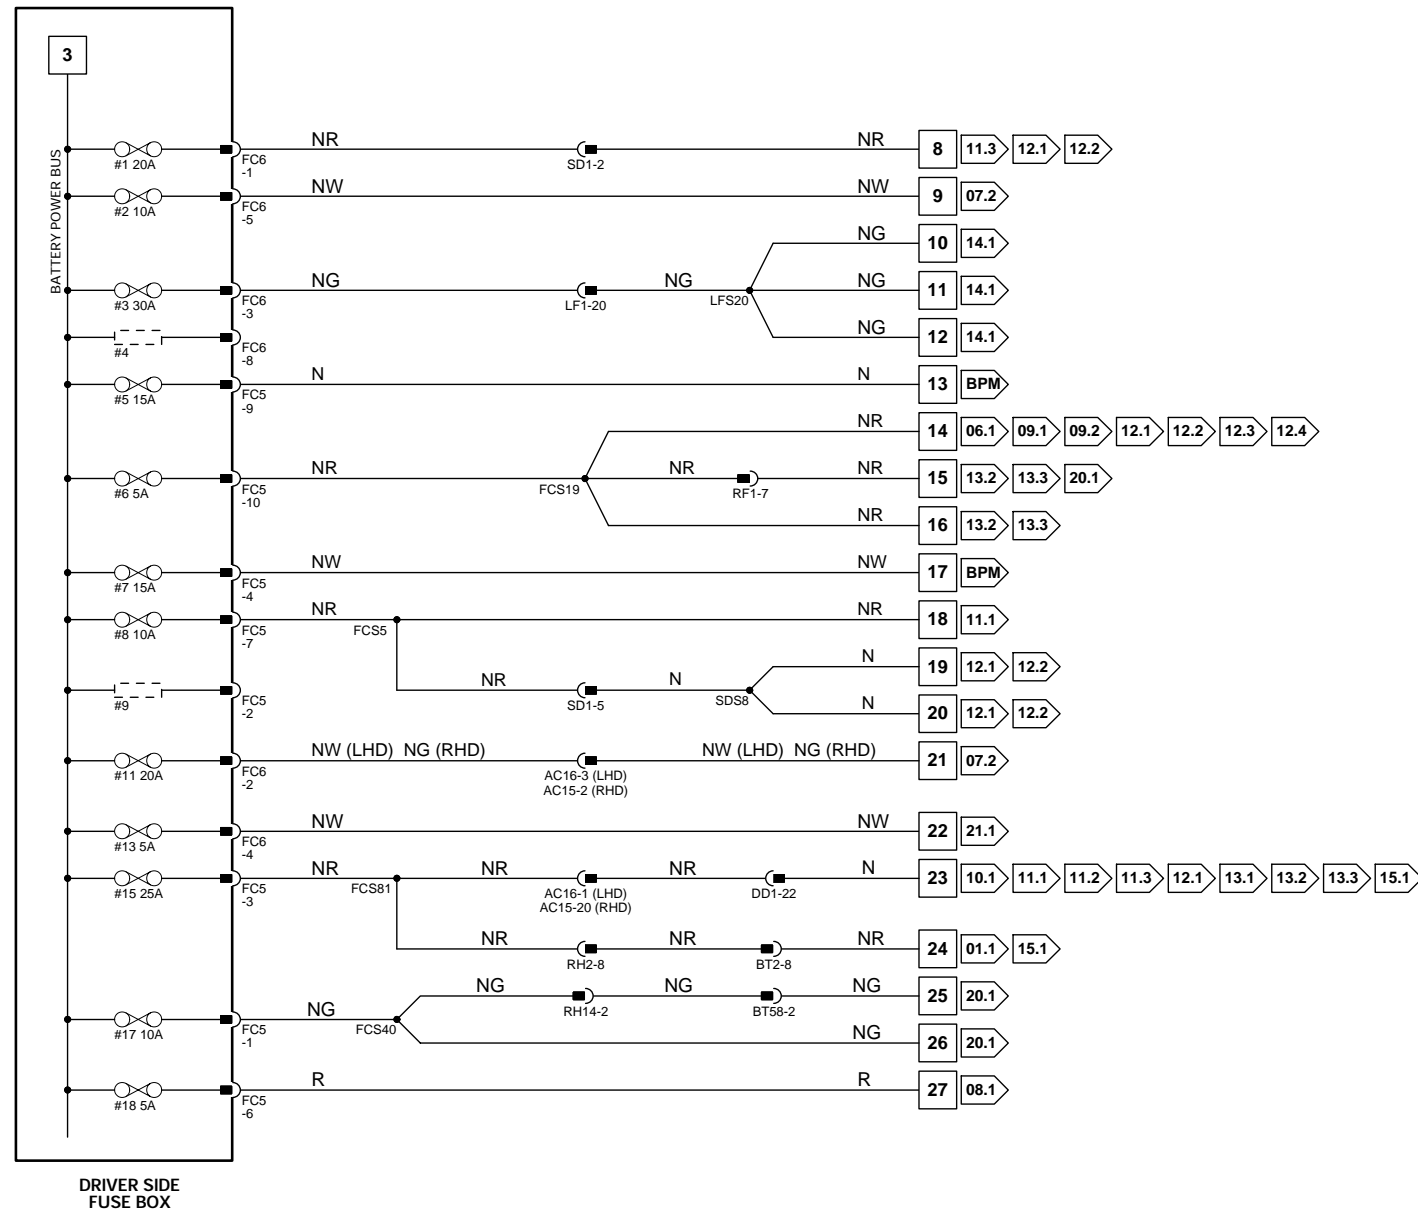 3
BATTERY POWER BUS
#1 20A
FC6
-1
NR
SD1-2
NR
8 11.3 12.1 12.2
#2 10A
FC6
-5
NW
NW
9 07.2
NG
10 14.1
#3 30A
FC6
-3
NG
LF1-20
NG
LFS20
NG
11 14.1
NG
12 14.1
#4
FC6
-8
#5 15A
FC5
-9
N
N
13 BPM
NR
14 06.1 09.1 09.2 12.1 12.2 12.3 12.4
#6 5A
FC5
-10
NR
FCS19
NR
RF1-7
NR
15 13.2 13.3 20.1
NR
16 13.2 13.3
#7 15A
FC5
-4
NW
NW
17 BPM
#8 10A
FC5
-7
NR
FCS5
NR
18 11.1
N
19 12.1 12.2
#9
FC5
-2
NR
SD1-5
N
SDS8
N
20 12.1 12.2
#11 20A
FC6
-2
NW (LHD) NG (RHD)
AC16-3 (LHD)
AC15-2 (RHD)
NW (LHD) NG (RHD)
21 07.2
#13 5A
FC6
-4
NW
NW
22 21.1
#15 25A
FC5
-3
NR
FCS81
NR
AC16-1 (LHD)
AC15-20 (RHD)
NR
DD1-22
N
23 10.1 11.1 11.2 11.3 12.1 13.1 13.2 13.3 15.1
NR
RH2-8
NR
BT2-8
NR
24 01.1 15.1
NG
RH14-2
NG
BT58-2
NG
25 20.1
#17 10A
FC5
-1
NG
FCS40
NG
26 20.1
#18 5A
FC5
-6
R
R
27 08.1
DRIVER SIDE
FUSE BOX